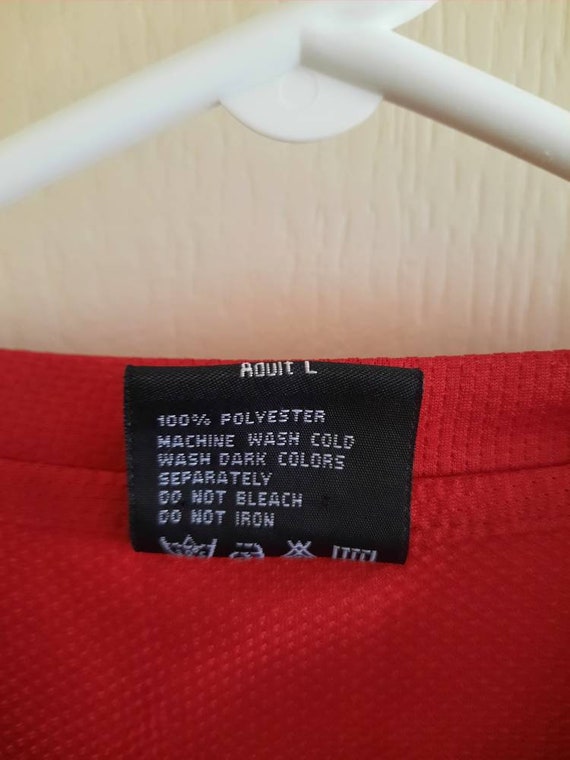 Adult L
100% POLYESTER
MACHINE WASH COLD
WASH DARK COLORS
SEPARATELY
DO NOT BLEACH
DO NOT IRON